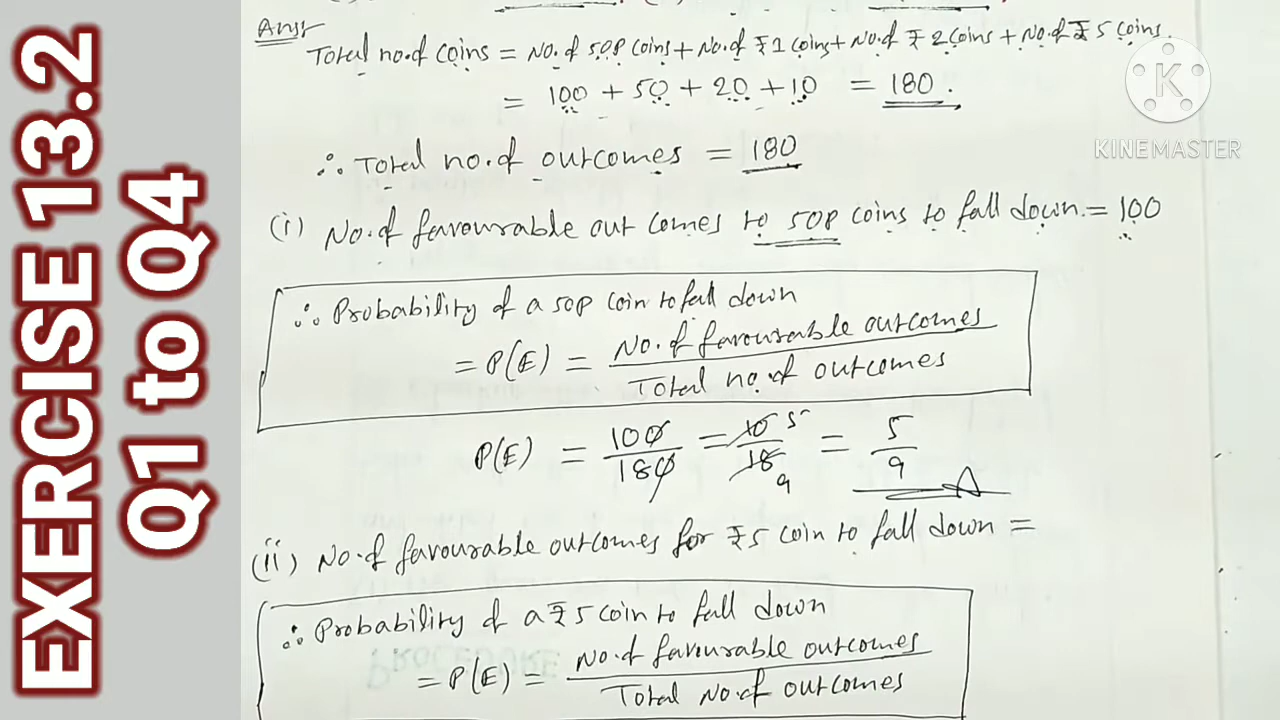 EXERCISE 13.2
Q1 to Q4
Ansr
Total no.of coins = No.of 50P coins + No.of ₹1 coins + No.of ₹2 coins + No.of ₹5 coins.
= 100 + 50 + 20 + 10 = 180.
∴ Total no.of outcomes = 180
(i) No.of favourable out comes to 50P coins to fall down. = 100
∴ Probability of a 50P coin to fall down
= P(E) = No.of favourable outcomes
Total no.of outcomes
P(E) = 100/180 = 10/18 5/9 = 5/9
(ii) No.of favourable outcomes for ₹5 coin to fall down =
∴ Probability of a ₹5 coin to fall down
= P(E) = No.of favourable outcomes
Total No.of outcomes
K
KINEMASTER